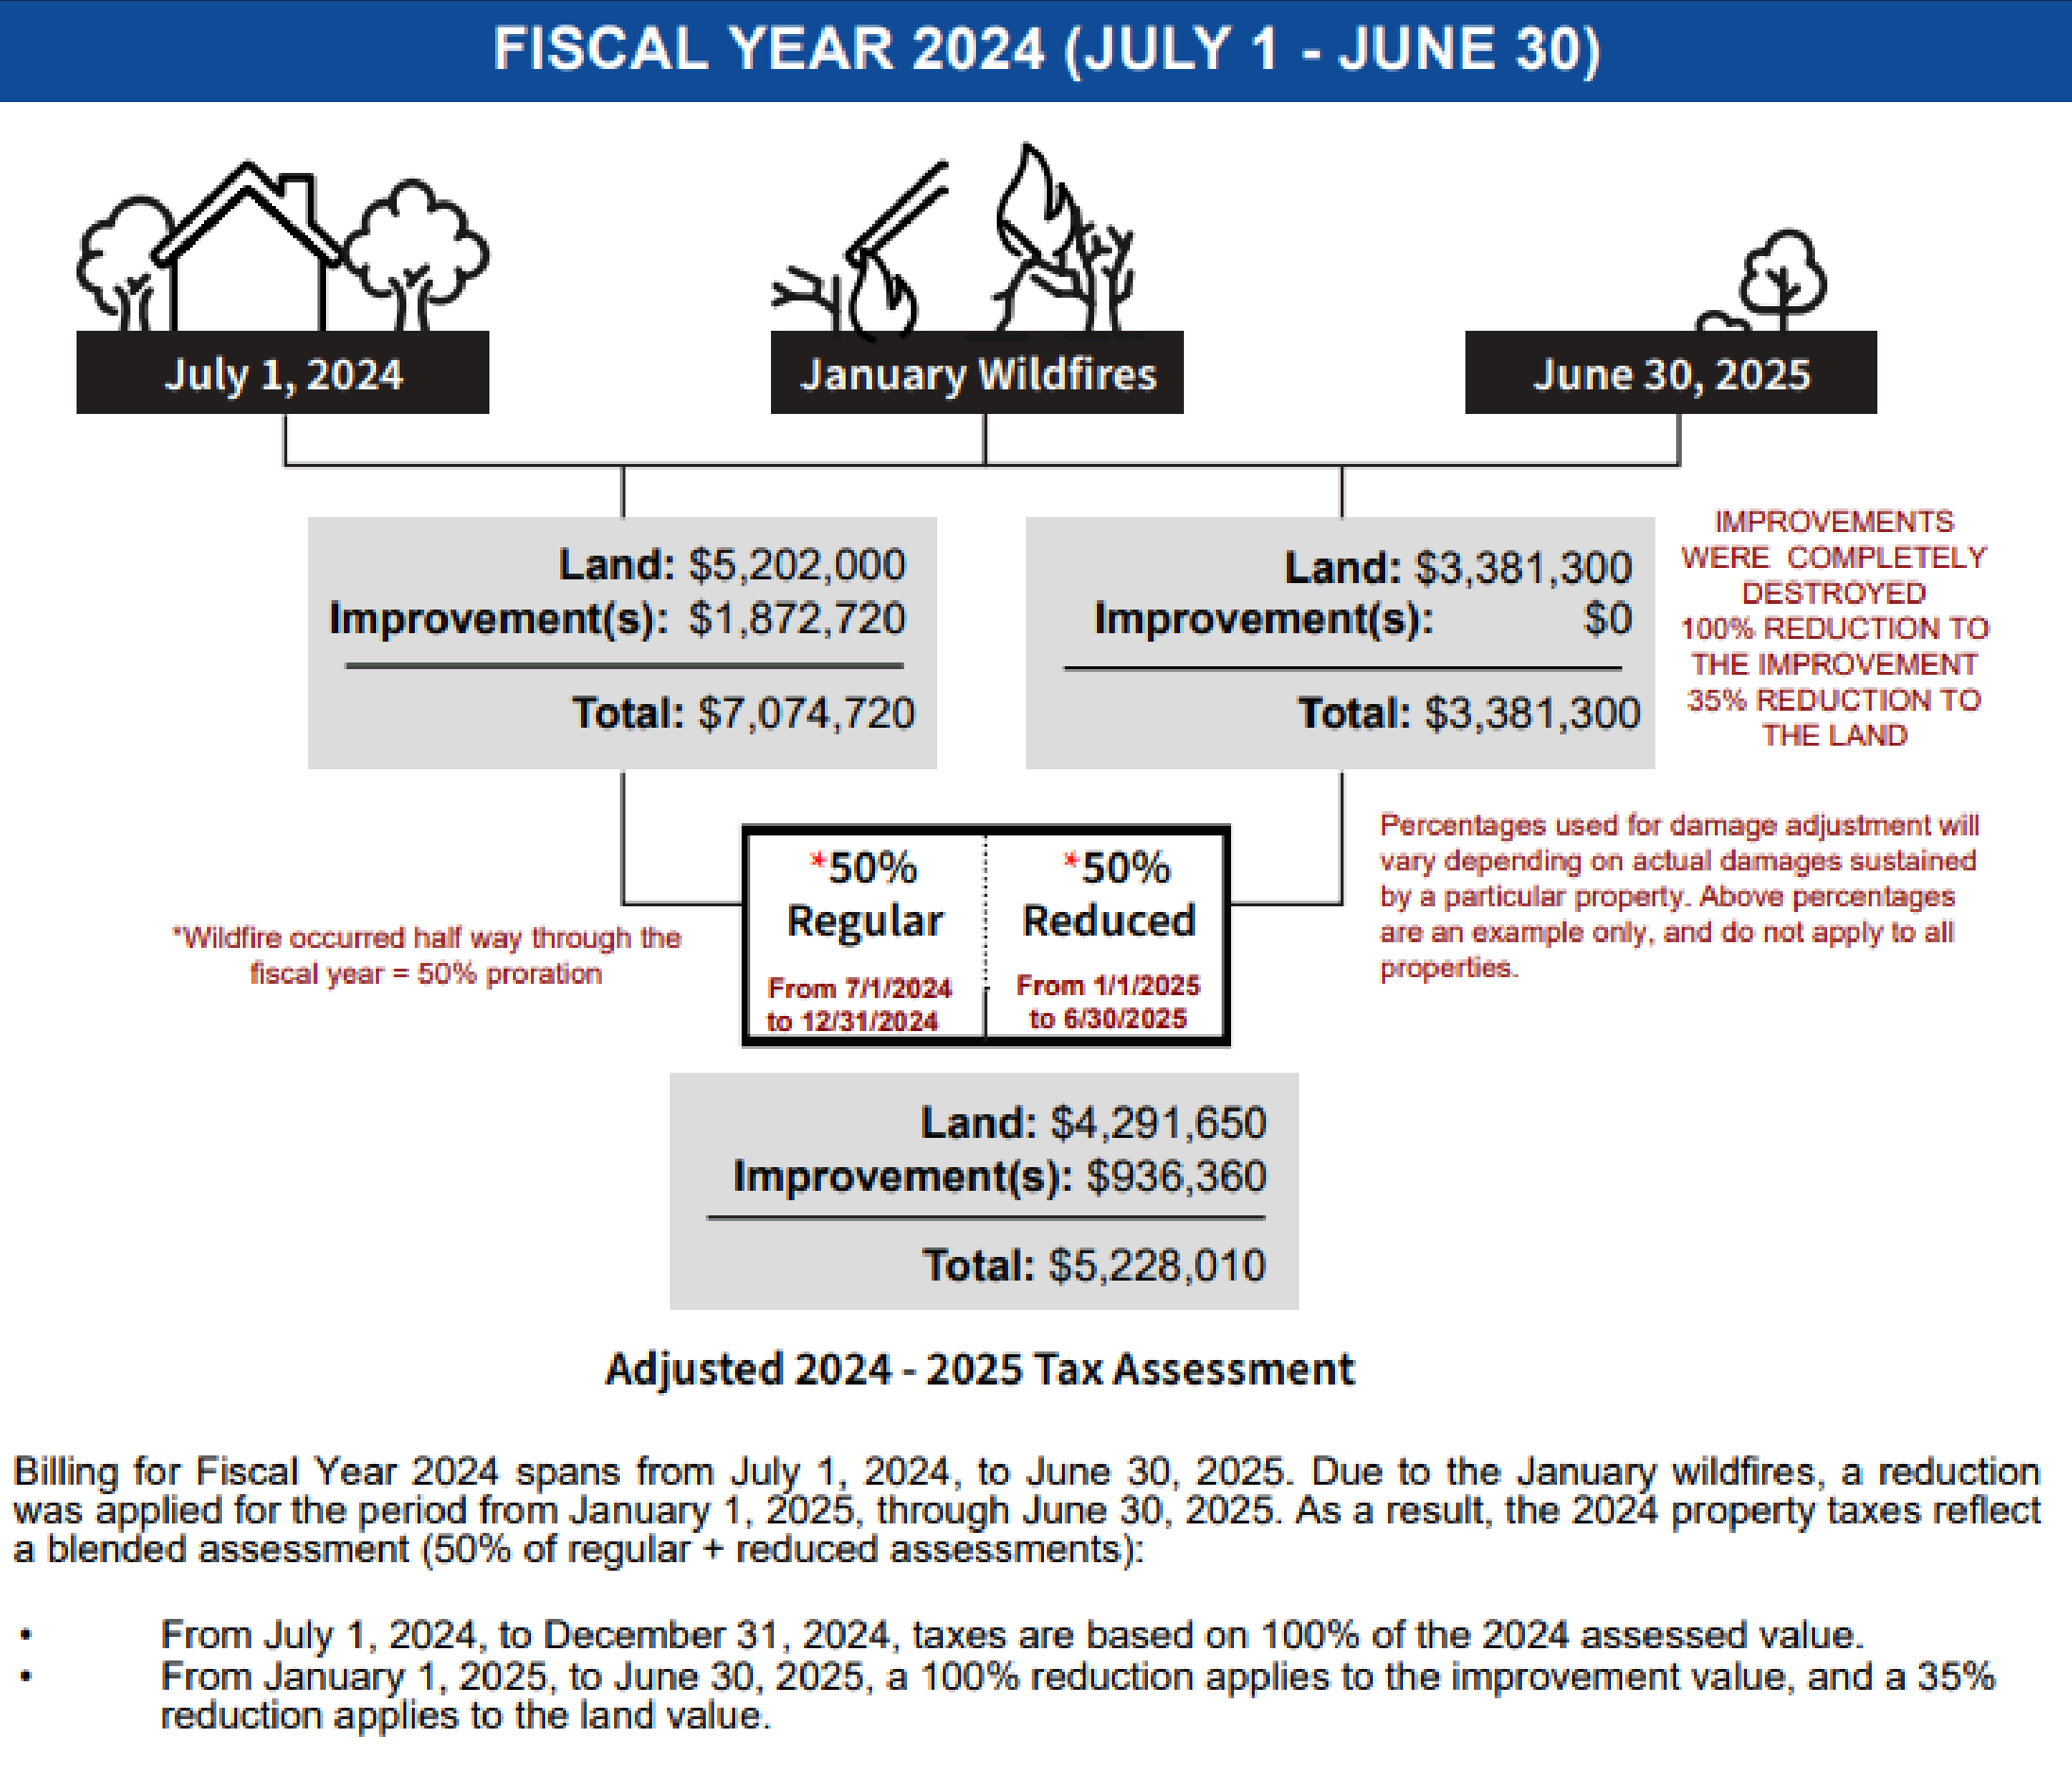 FISCAL YEAR 2024 (JULY 1 - JUNE 30)
July 1, 2024
January Wildfires
June 30, 2025
Land: $5,202,000
Improvement(s): $1,872,720
Total: $7,074,720
Land: $3,381,300
Improvement(s): $0
Total: $3,381,300
IMPROVEMENTS
WERE COMPLETELY
DESTROYED
100% REDUCTION TO
THE IMPROVEMENT
35% REDUCTION TO
THE LAND
*50%
Regular
From 7/1/2024
to 12/31/2024
*50%
Reduced
From 1/1/2025
to 6/30/2025
*Wildfire occurred half way through the
fiscal year = 50% proration
Percentages used for damage adjustment will
vary depending on actual damages sustained
by a particular property. Above percentages
are an example only, and do not apply to all
properties.
Land: $4,291,650
Improvement(s): $936,360
Total: $5,228,010
Adjusted 2024 - 2025 Tax Assessment
Billing for Fiscal Year 2024 spans from July 1, 2024, to June 30, 2025. Due to the January wildfires, a reduction
was applied for the period from January 1, 2025, through June 30, 2025. As a result, the 2024 property taxes reflect
a blended assessment (50% of regular + reduced assessments):
• From July 1, 2024, to December 31, 2024, taxes are based on 100% of the 2024 assessed value.
• From January 1, 2025, to June 30, 2025, a 100% reduction applies to the improvement value, and a 35%
reduction applies to the land value.